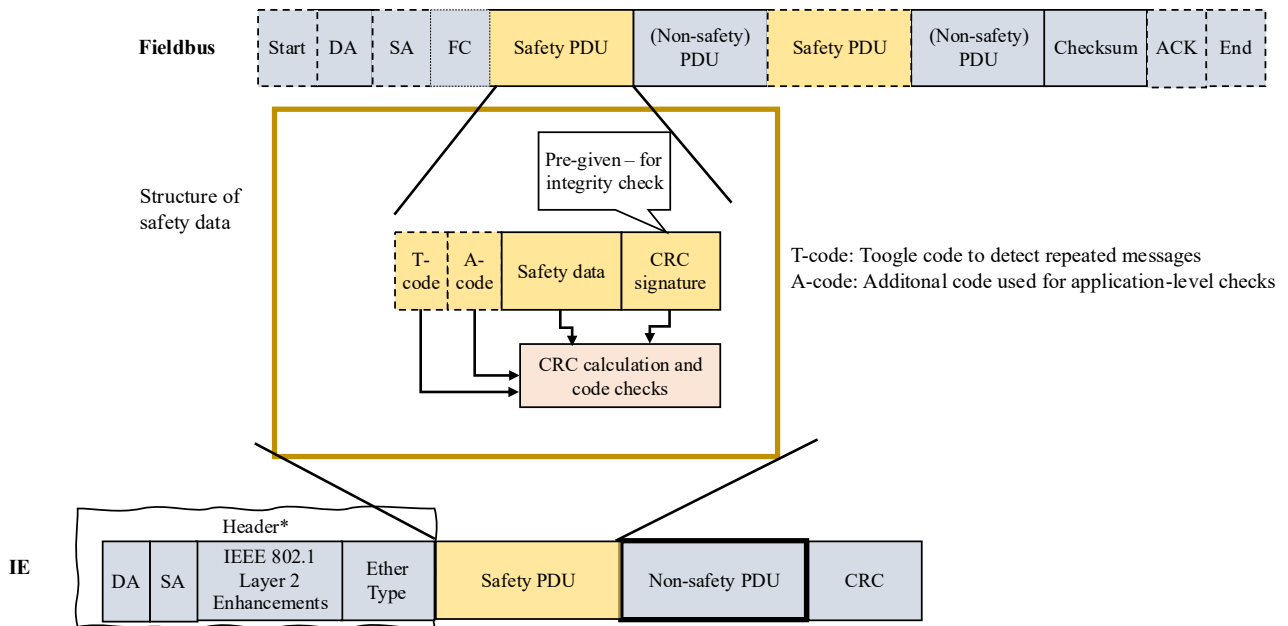 Fieldbus
Start
DA
SA
FC
Safety PDU
(Non-safety)
PDU
Safety PDU
(Non-safety)
PDU
Checksum
ACK
End
Structure of
safety data
Pre-given – for
integrity check
T-
code
A-
code
Safety data
CRC
signature
CRC calculation and
code checks
T-code: Toogle code to detect repeated messages
A-code: Additonal code used for application-level checks
IE
Header*
DA
SA
IEEE 802.1
Layer 2
Enhancements
Ether
Type
Safety PDU
Non-safety PDU
CRC